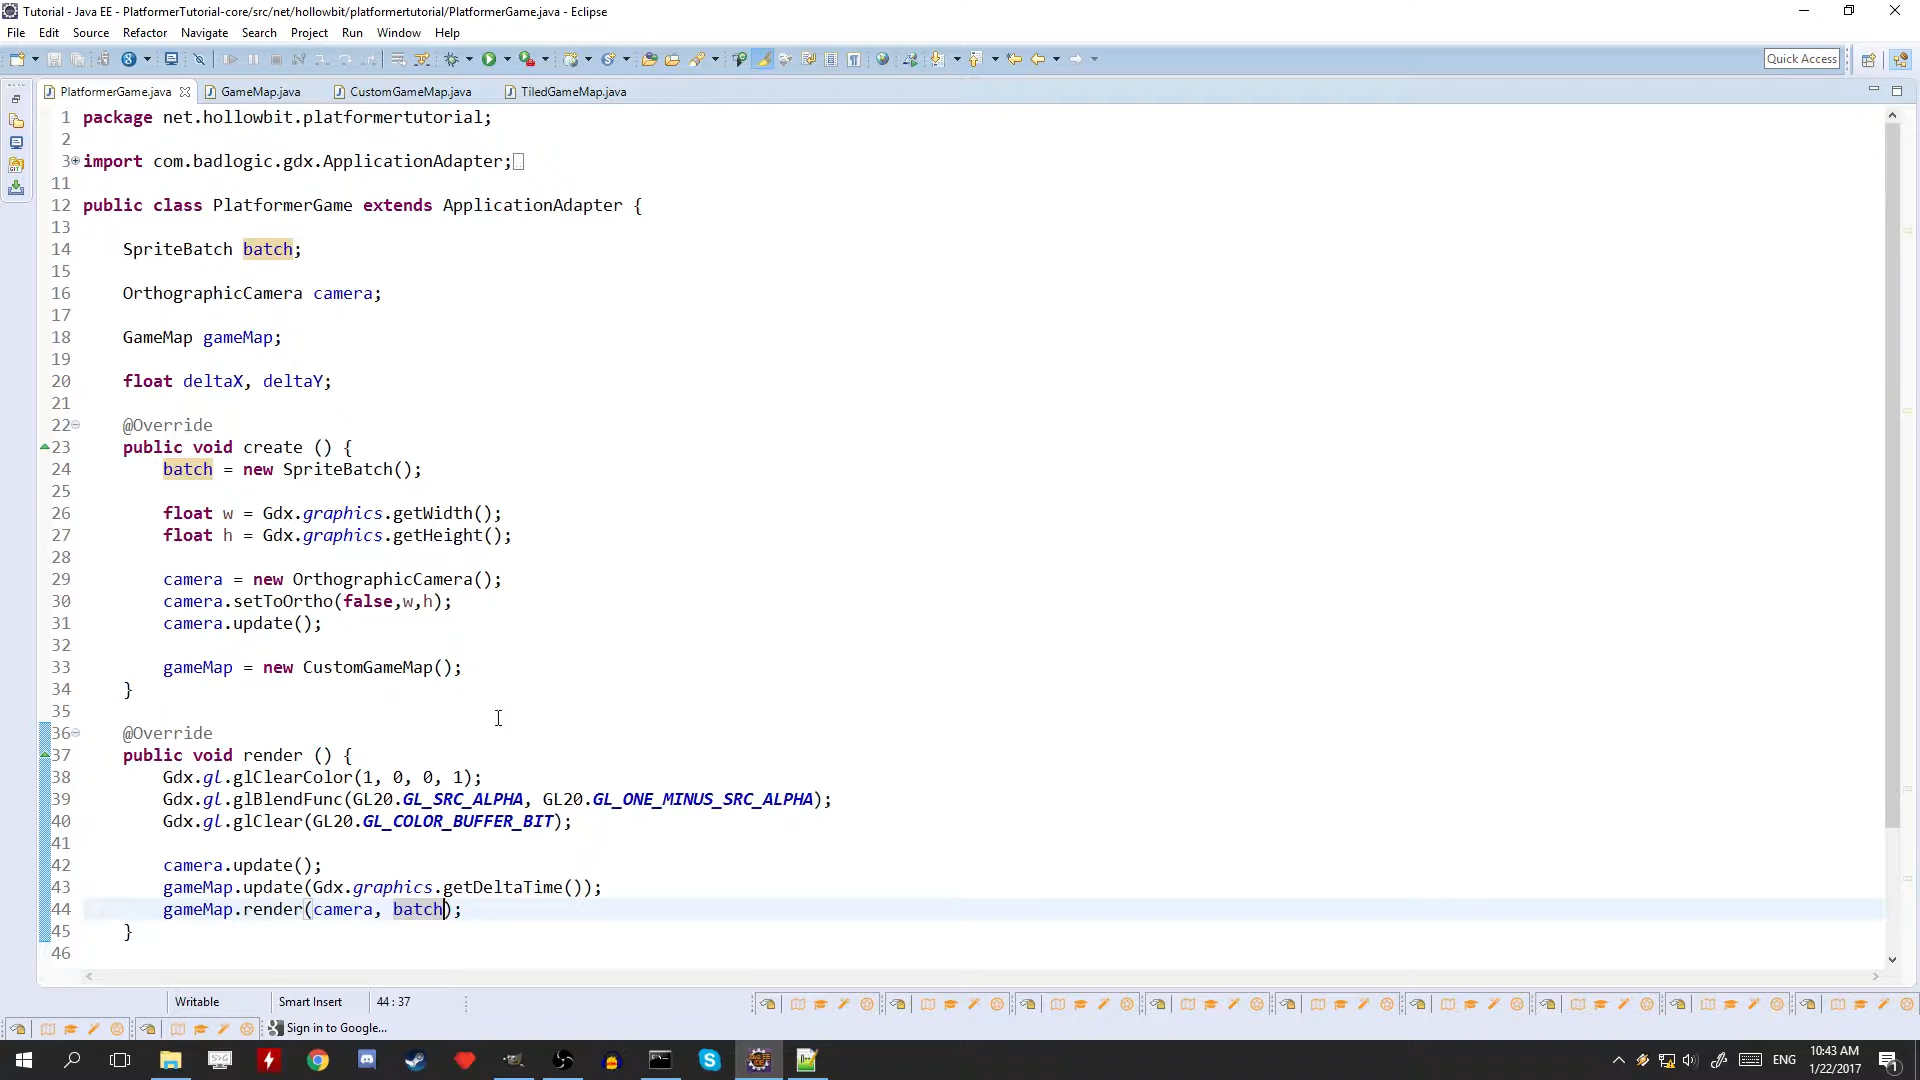 Tutorial - Java EE - PlatformerTutorial-core/src/net/hollowbit/platformertutorial/PlatformerGame.java - Eclipse
File Edit Source Refactor Navigate Search Project Run Window Help
Quick Access
PlatformerGame.java GameMap.java CustomGameMap.java TiledGameMap.java
1 package net.hollowbit.platformertutorial;
2
3 import com.badlogic.gdx.ApplicationAdapter;
11
12 public class PlatformerGame extends ApplicationAdapter {
13
14 SpriteBatch batch;
15
16 OrthographicCamera camera;
17
18 GameMap gameMap;
19
20 float deltaX, deltaY;
21
22 @Override
23 public void create () {
24 batch = new SpriteBatch();
25
26 float w = Gdx.graphics.getWidth();
27 float h = Gdx.graphics.getHeight();
28
29 camera = new OrthographicCamera();
30 camera.setToOrtho(false,w,h);
31 camera.update();
32
33 gameMap = new CustomGameMap();
34 }
35
36 @Override
37 public void render () {
38 Gdx.gl.glClearColor(1, 0, 0, 1);
39 Gdx.gl.glBlendFunc(GL20.GL_SRC_ALPHA, GL20.GL_ONE_MINUS_SRC_ALPHA);
40 Gdx.gl.glClear(GL20.GL_COLOR_BUFFER_BIT);
41
42 camera.update();
43 gameMap.update(Gdx.graphics.getDeltaTime());
44 gameMap.render(camera, batch);
45 }
46
Writable Smart Insert 44 : 37
Sign in to Google...
ENG 10:43 AM
1/22/2017